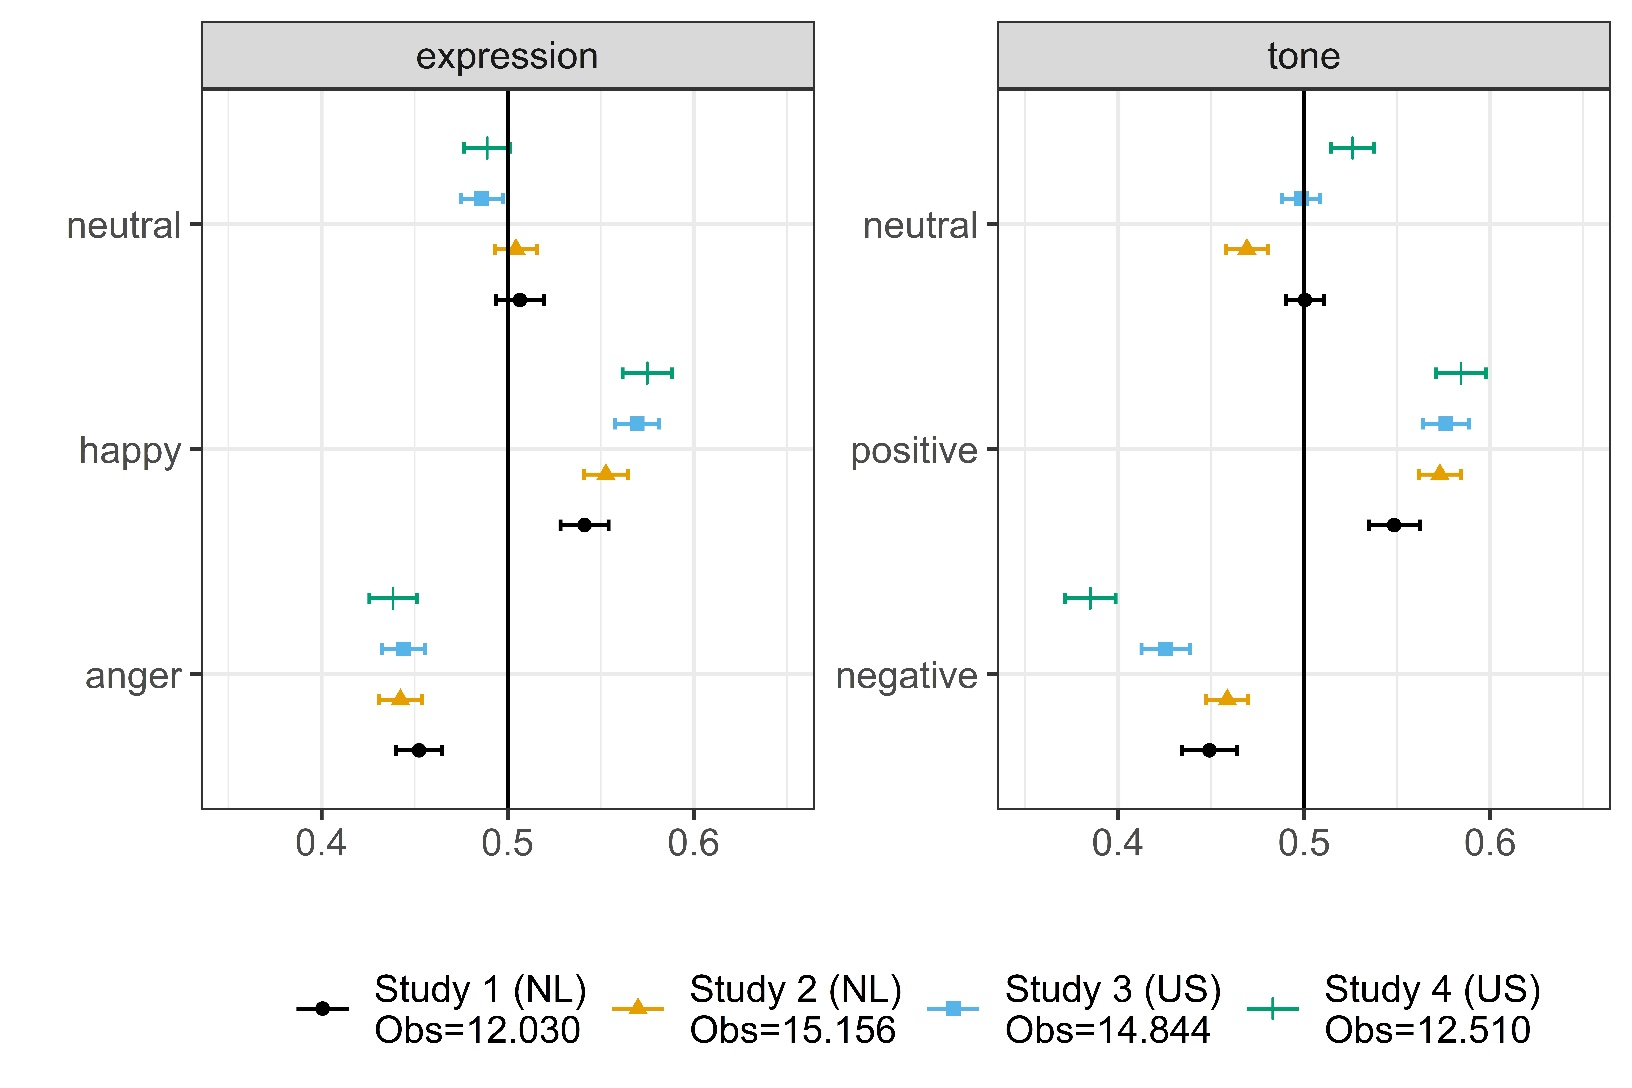 expression
tone
neutral
happy
anger
0.4 0.5 0.6
neutral
positive
negative
0.4 0.5 0.6
Study 1 (NL)
Obs=12.030
Study 2 (NL)
Obs=15.156
Study 3 (US)
Obs=14.844
Study 4 (US)
Obs=12.510